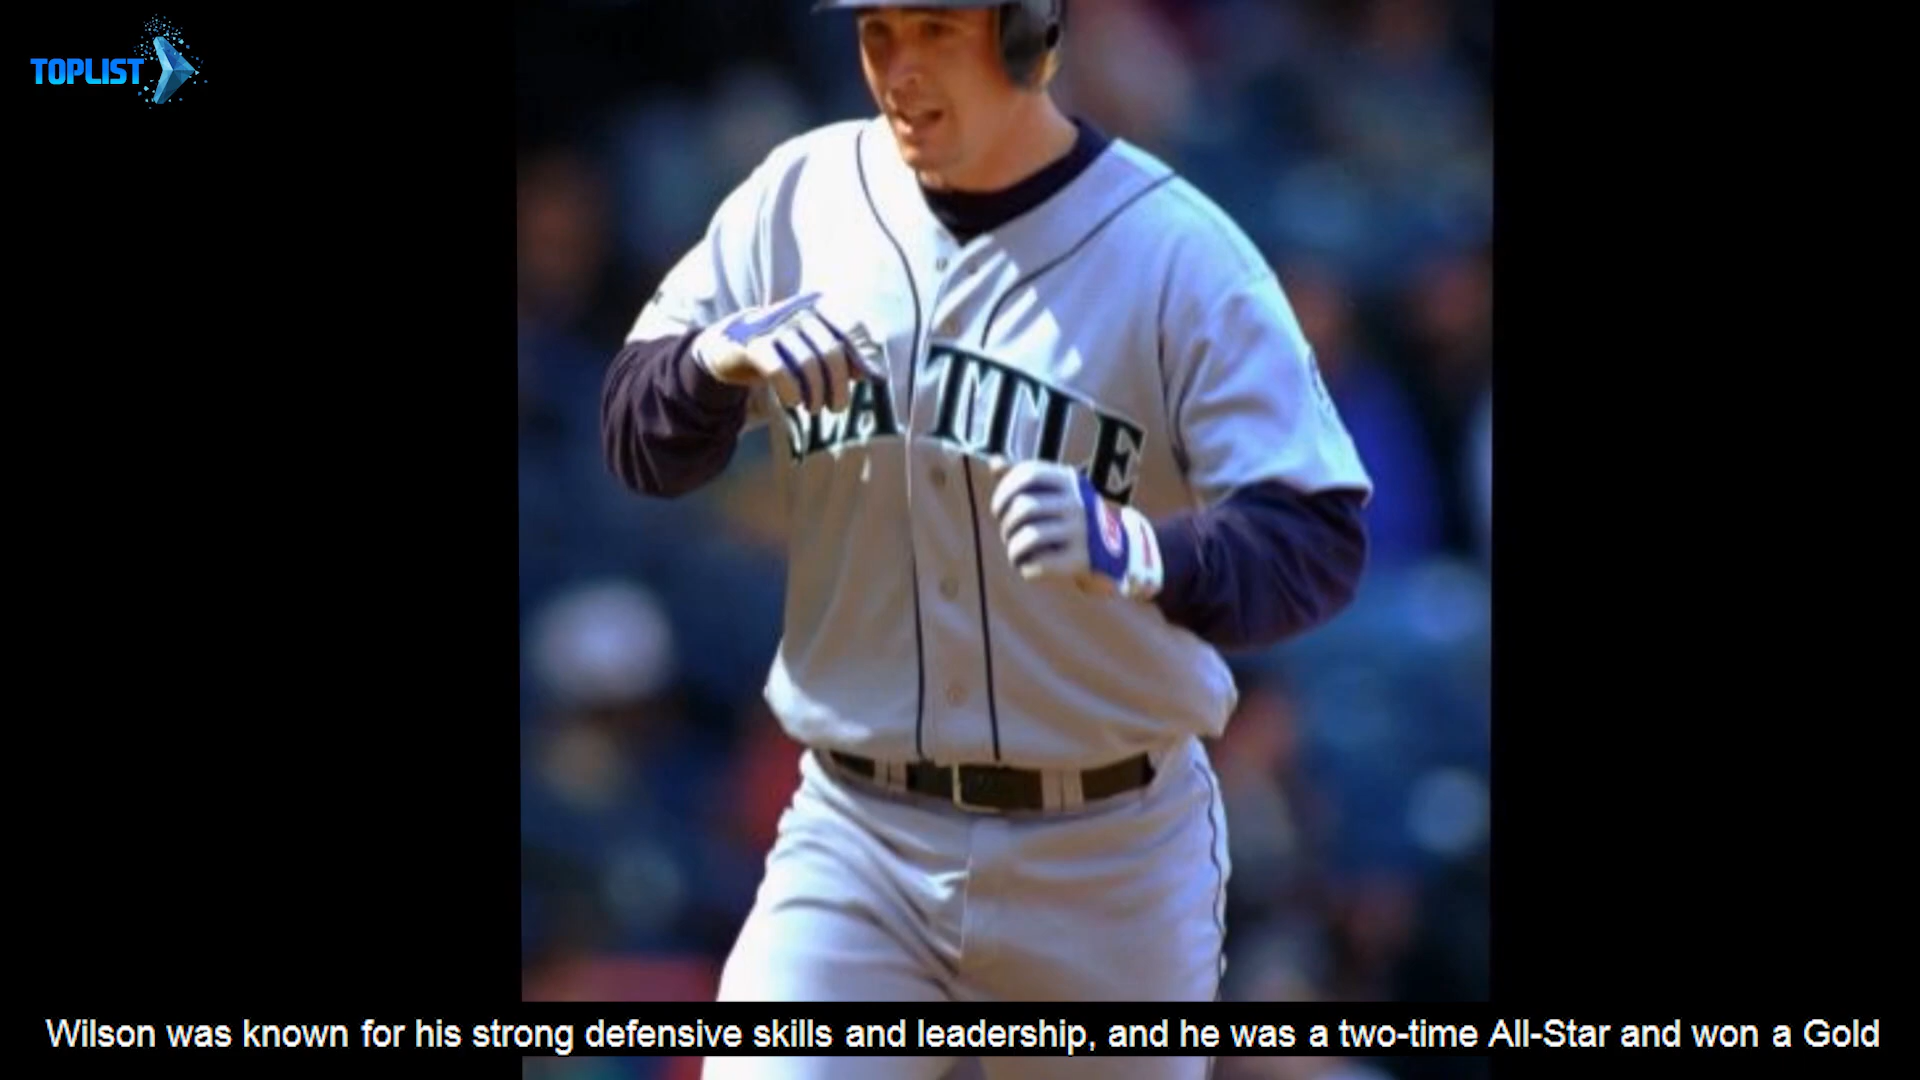 TOPLIST
SEATTLE
Wilson was known for his strong defensive skills and leadership, and he was a two-time All-Star and won a Gold